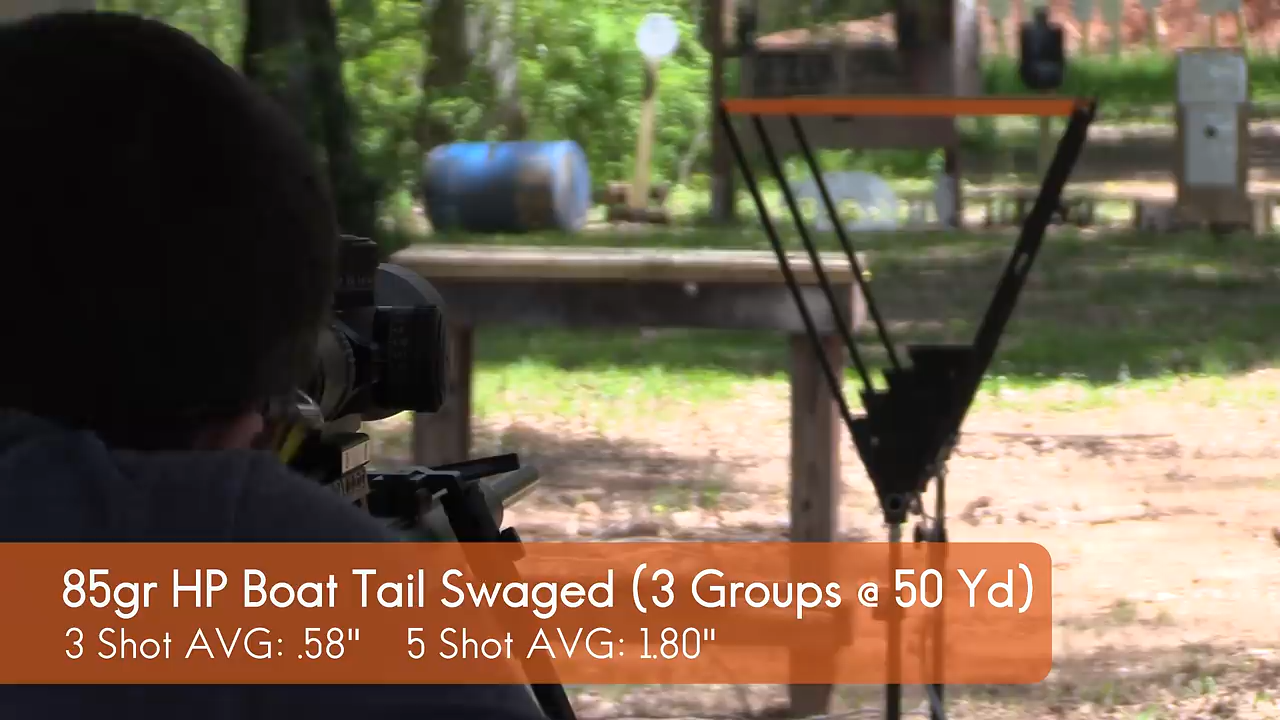 85gr HP Boat Tail Swaged (3 Groups @ 50 Yd)
3 Shot AVG: .58" 5 Shot AVG: 1.80"